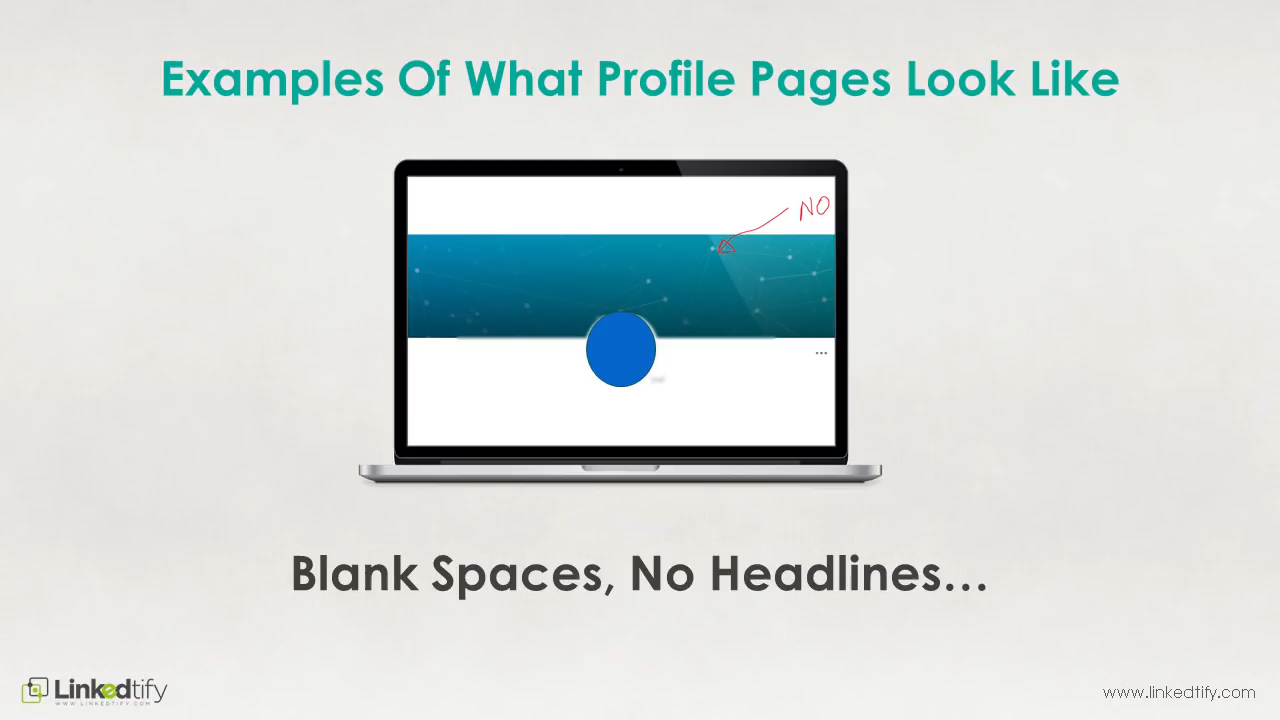 Examples Of What Profile Pages Look Like
NO
Blank Spaces, No Headlines...
Linkedtify
WWW.LINKEDTIFY.COM
www.linkedtify.com